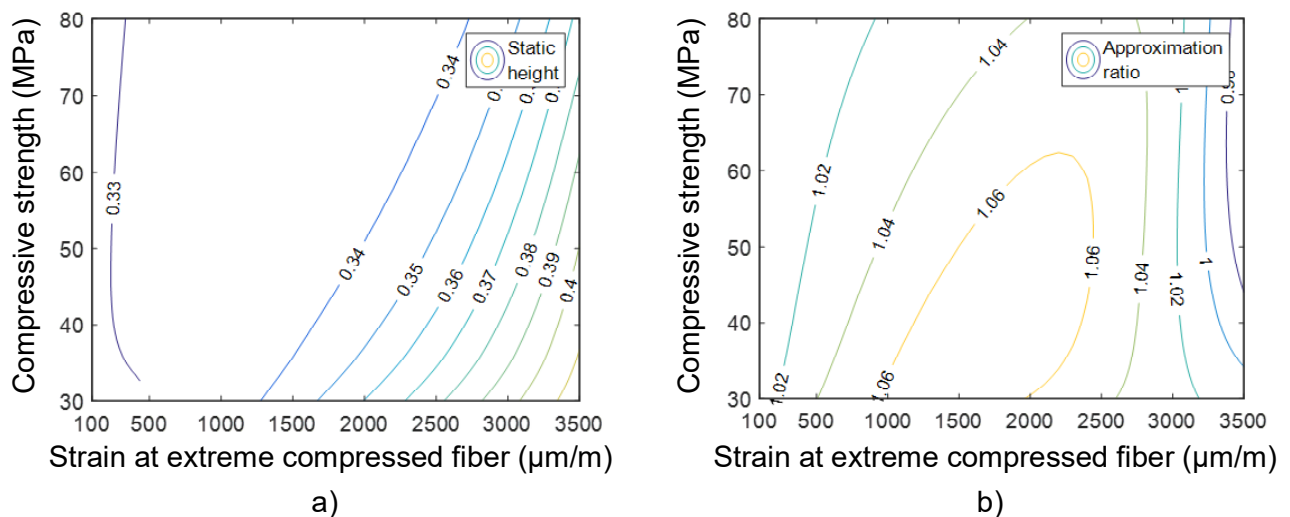 Compressive strength (MPa)
80
70
60
50
40
30
100 500 1000 1500 2000 2500 3000 3500
Static
height
0.33
0.34
0.34
0.35
0.36
0.37
0.38
0.39
0.4
Strain at extreme compressed fiber (µm/m)
a)
Compressive strength (MPa)
80
70
60
50
40
30
100 500 1000 1500 2000 2500 3000 3500
Approximation
ratio
1.02
1.02
1.04
1.04
1.06
1.06
1.06
1.04
1.02
1
Strain at extreme compressed fiber (µm/m)
b)